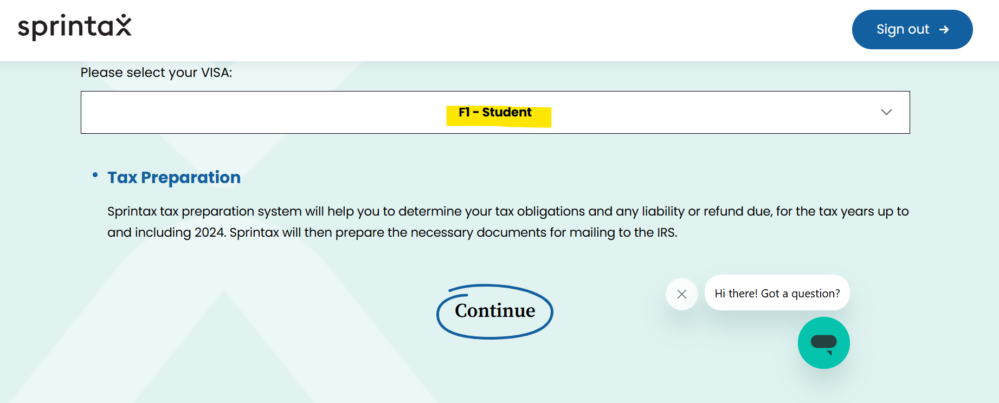 sprintax
Sign out →
Please select your VISA:
F1 - Student
• Tax Preparation
Sprintax tax preparation system will help you to determine your tax obligations and any liability or refund due, for the tax years up to
and including 2024. Sprintax will then prepare the necessary documents for mailing to the IRS.
Continue
Hi there! Got a question?